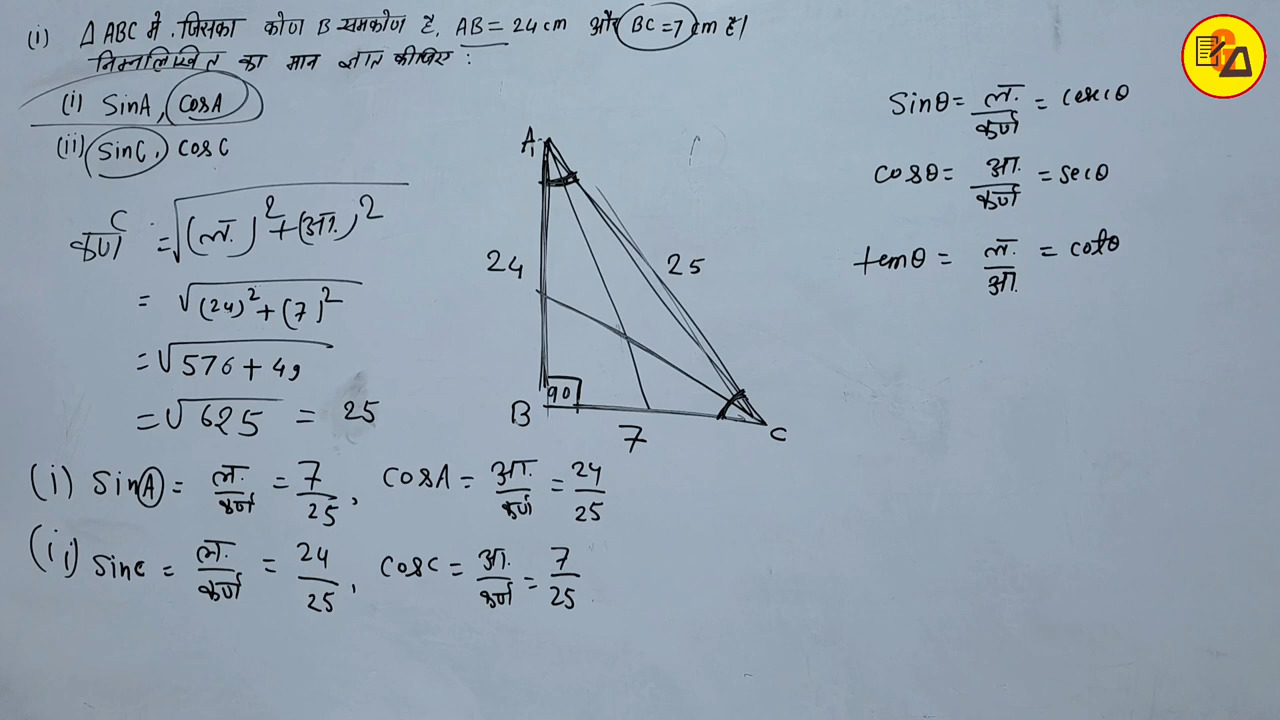 (i) Δ ABC में, जिसका कोण B समकोण है, AB = 24 cm और BC = 7 cm है।
निम्नलिखित का मान ज्ञात कीजिए :
(i) SinA, cosA
(ii) SinC, cosC
कर्ण = √(ल.)² + (आ.)²
= √(24)² + (7)²
= √576 + 49
= √625 = 25
(i) SinA = ल./कर्ण = 7/25, cosA = आ./कर्ण = 24/25
(ii) Sinc = ल./कर्ण = 24/25, cosc = आ./कर्ण = 7/25
A
24
25
90
B
7
C
Sinθ = ल./कर्ण = cosecθ
cosθ = आ./कर्ण = secθ
tanθ = ल./आ. = cotθ